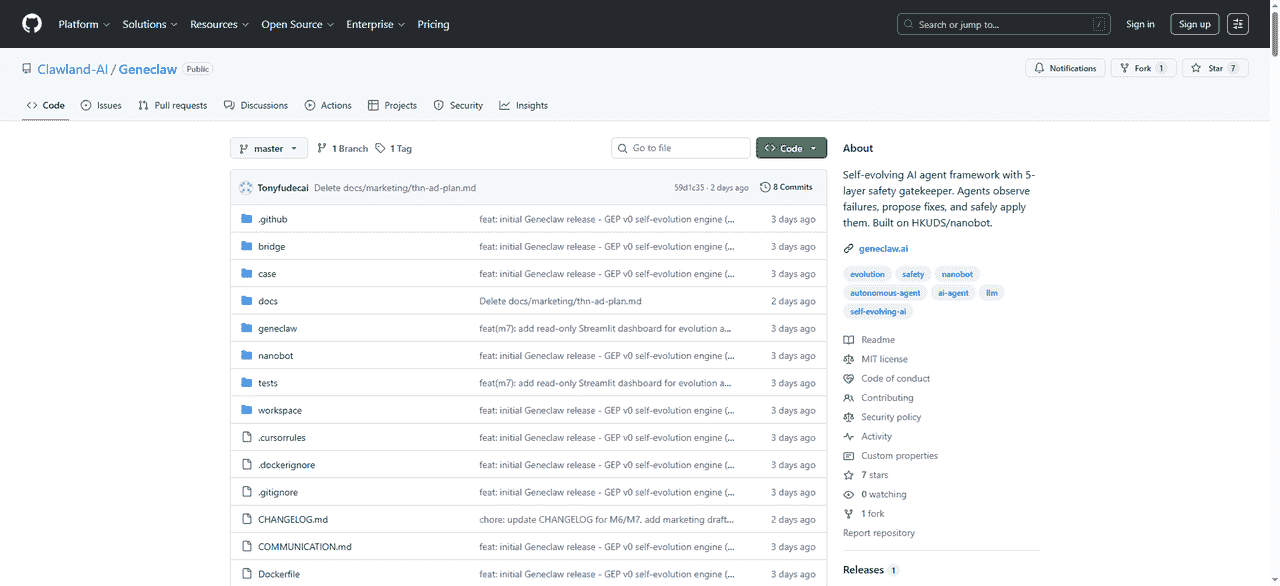 Platform Solutions Resources Open Source Enterprise Pricing Search or jump to... / Sign in Sign up
Clawland-AI / Geneclaw Public Notifications Fork 1 Star 7
Code Issues Pull requests Discussions Actions Projects Security Insights
master 1 Branch 1 Tag Go to file Code
Tonyfudecai Delete docs/marketing/thn-ad-plan.md 59d1c35 · 2 days ago 8 Commits
.github feat: initial Geneclaw release - GEP v0 self-evolution engine (... 3 days ago
bridge feat: initial Geneclaw release - GEP v0 self-evolution engine (... 3 days ago
case feat: initial Geneclaw release - GEP v0 self-evolution engine (... 3 days ago
docs Delete docs/marketing/thn-ad-plan.md 2 days ago
geneclaw feat(m7): add read-only Streamlit dashboard for evolution a... 3 days ago
nanobot feat: initial Geneclaw release - GEP v0 self-evolution engine (... 3 days ago
tests feat(m7): add read-only Streamlit dashboard for evolution a... 3 days ago
workspace feat: initial Geneclaw release - GEP v0 self-evolution engine (... 3 days ago
.cursorrules feat: initial Geneclaw release - GEP v0 self-evolution engine (... 3 days ago
.dockerignore feat: initial Geneclaw release - GEP v0 self-evolution engine (... 3 days ago
.gitignore feat: initial Geneclaw release - GEP v0 self-evolution engine (... 3 days ago
CHANGELOG.md chore: update CHANGELOG for M6/M7, add marketing draft... 2 days ago
COMMUNICATION.md feat: initial Geneclaw release - GEP v0 self-evolution engine (... 3 days ago
Dockerfile feat: initial Geneclaw release - GEP v0 self-evolution engine (... 3 days ago
About
Self-evolving AI agent framework with 5-
layer safety gatekeeper. Agents observe
failures, propose fixes, and safely apply
them. Built on HKUDS/nanobot.
geneclaw.ai
evolution safety nanobot
autonomous-agent ai-agent llm
self-evolving-ai
Readme
MIT license
Code of conduct
Contributing
Security policy
Activity
Custom properties
7 stars
0 watching
1 fork
Report repository
Releases 1